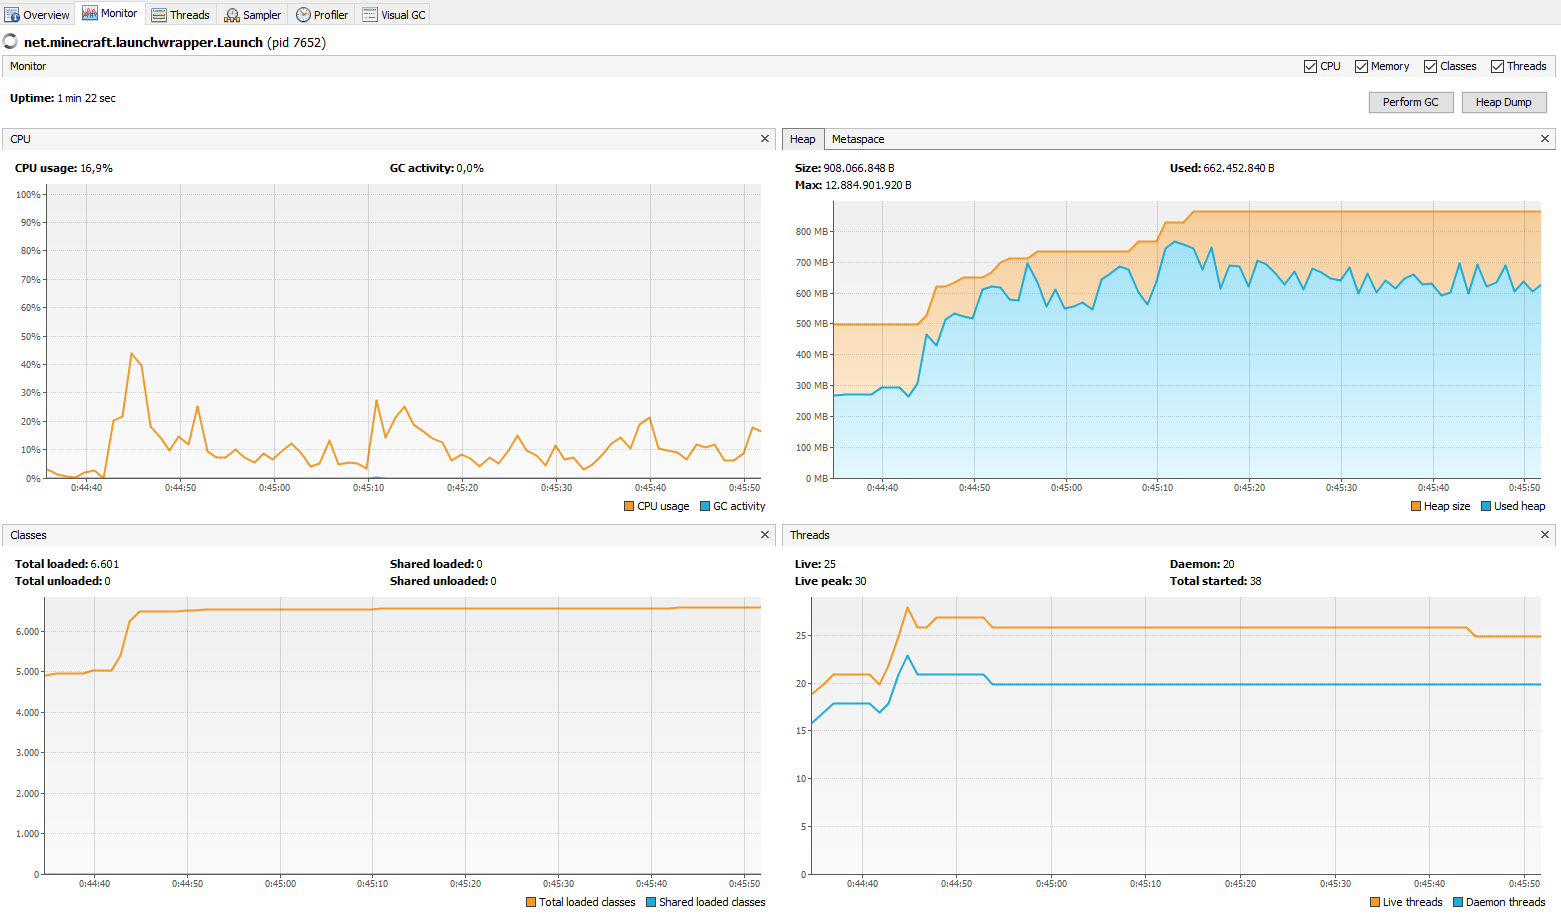 Overview Monitor Threads Sampler Profiler Visual GC
net.minecraft.launchwrapper.Launch (pid 7652)
Monitor
CPU Memory Classes Threads
Uptime: 1 min 22 sec
Perform GC Heap Dump
CPU
CPU usage: 16,9% GC activity: 0,0%
100%
90%
80%
70%
60%
50%
40%
30%
20%
10%
0%
0:44:40 0:44:50 0:45:00 0:45:10 0:45:20 0:45:30 0:45:40 0:45:50
CPU usage GC activity
Heap Metaspace
Size: 908.066.848 B Used: 662.452.840 B
Max: 12.884.901.920 B
800 MB
700 MB
600 MB
500 MB
400 MB
300 MB
200 MB
100 MB
0 MB
0:44:40 0:44:50 0:45:00 0:45:10 0:45:20 0:45:30 0:45:40 0:45:50
Heap size Used heap
Classes
Total loaded: 6.601 Shared loaded: 0
Total unloaded: 0 Shared unloaded: 0
6.000
5.000
4.000
3.000
2.000
1.000
0
0:44:40 0:44:50 0:45:00 0:45:10 0:45:20 0:45:30 0:45:40 0:45:50
Total loaded classes Shared loaded classes
Threads
Live: 25 Daemon: 20
Live peak: 30 Total started: 38
25
20
15
10
5
0
0:44:40 0:44:50 0:45:00 0:45:10 0:45:20 0:45:30 0:45:40 0:45:50
Live threads Daemon threads